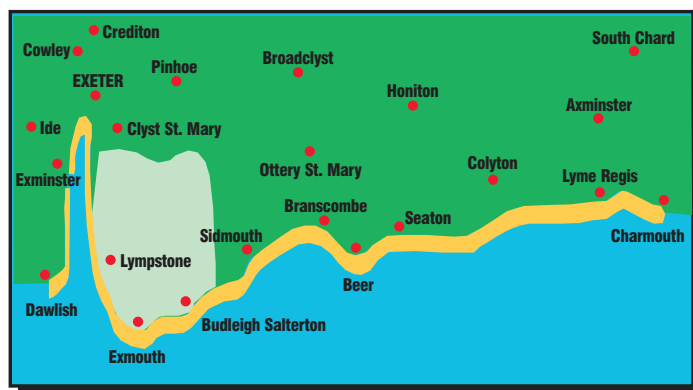 Crediton
South Chard
Cowley
Broadclyst
Pinhoe
EXETER
Honiton
Axminster
Ide
Clyst St. Mary
Ottery St. Mary
Colyton
Exminster
Lyme Regis
Branscombe
Seaton
Sidmouth
Charmouth
Lympstone
Beer
Dawlish
Budleigh Salterton
Exmouth